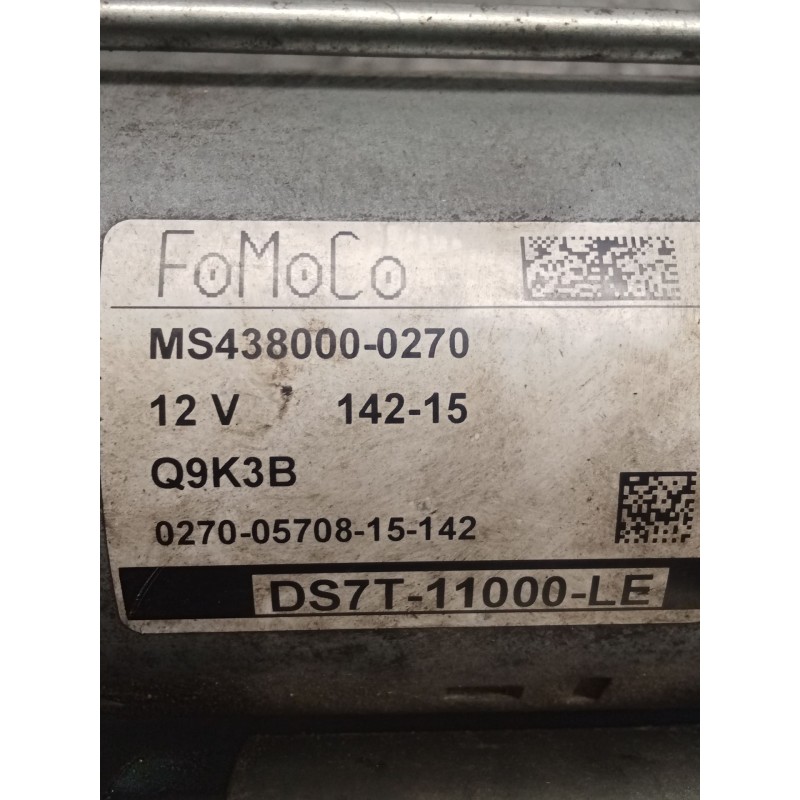 FoMoCo
MS438000-0270
12 V 142-15
Q9K3B
0270-05708-15-142
DS7T-11000-LE